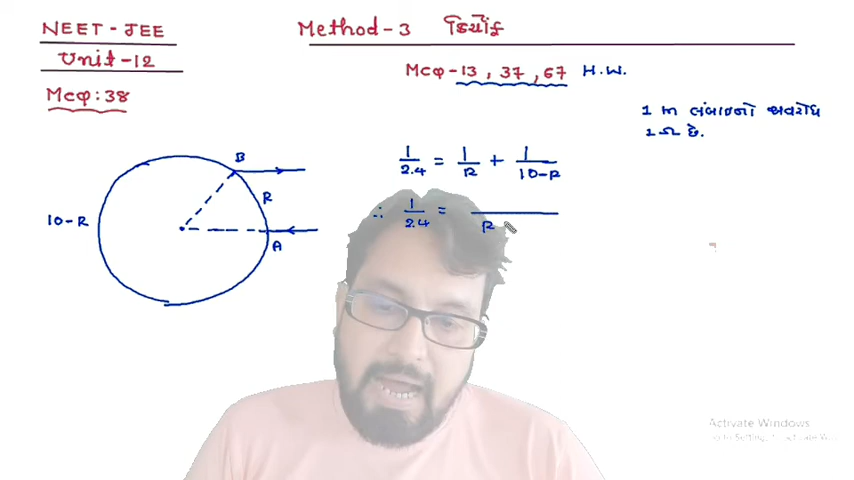 NEET - JEE
Unit-12
Mcq : 38
Method - 3
Mcq - 13 , 37 , 67 H.W.
1 m લંબાઈનો અવરોધ
1 Ω છે.
B
R
10-R
A
1/2.4 = 1/R + 1/10-R
∴ 1/2.4 = /R
Activate Windows